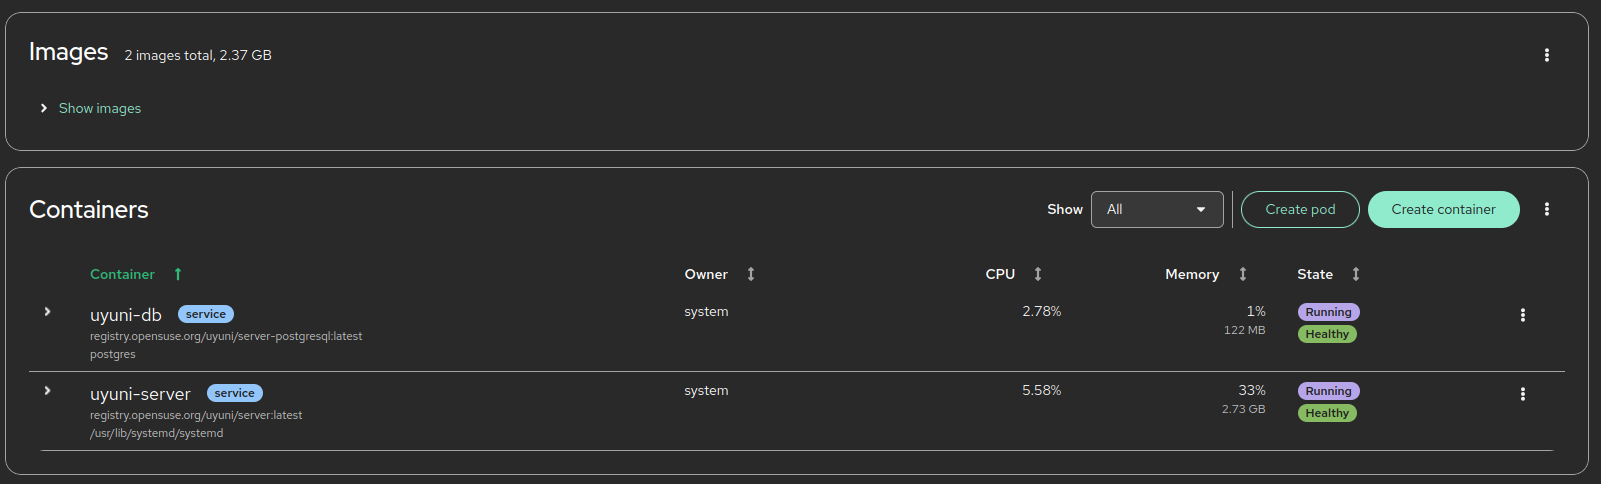 Images 2 images total, 2.37 GB
Show images
Containers Show All Create pod Create container
Container Owner CPU Memory State
uyuni-db service system 2.78% 1% Running
registry.opensuse.org/uyuni/server-postgresql:latest 122 MB Healthy
postgres
uyuni-server service system 5.58% 33% Running
registry.opensuse.org/uyuni/server:latest 2.73 GB Healthy
/usr/lib/systemd/systemd